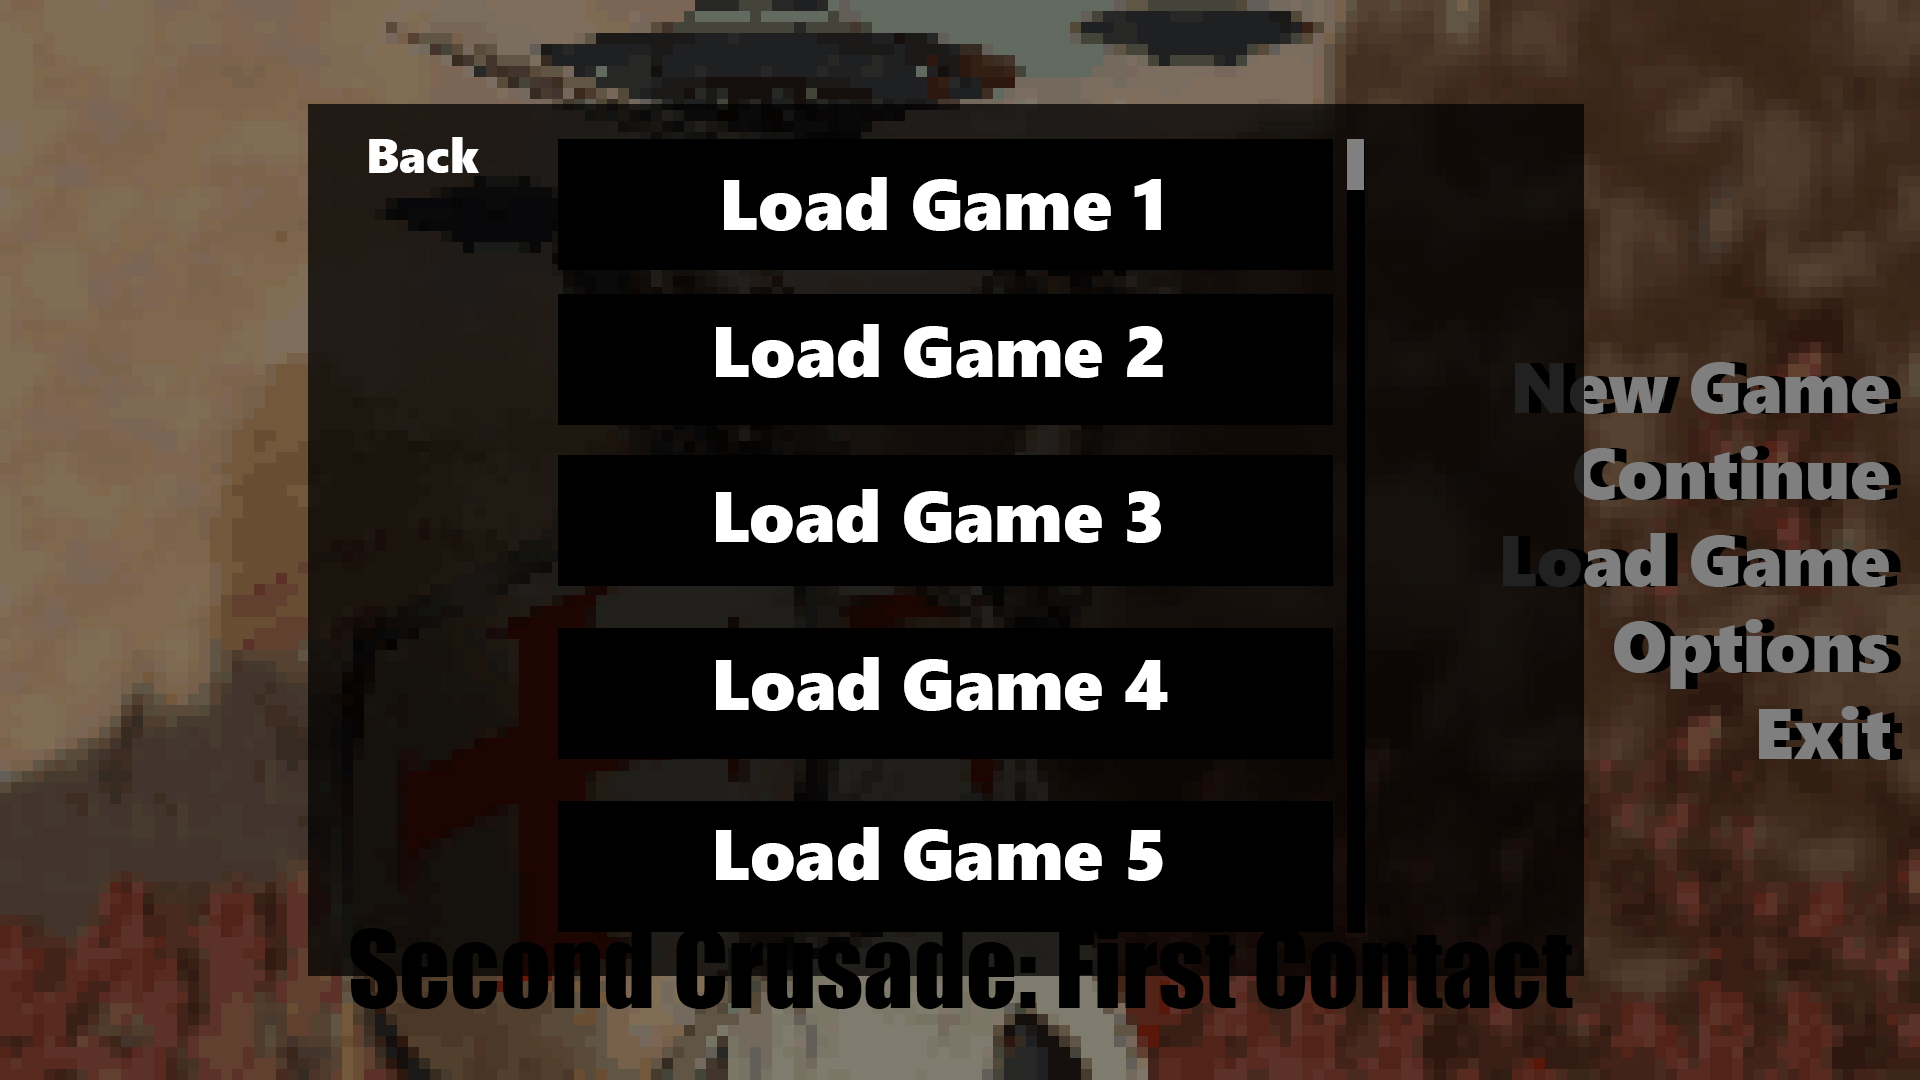 Back
Load Game 1
Load Game 2
Load Game 3
Load Game 4
Load Game 5
New Game
Continue
Load Game
Options
Exit
Second Crusade: First Contact